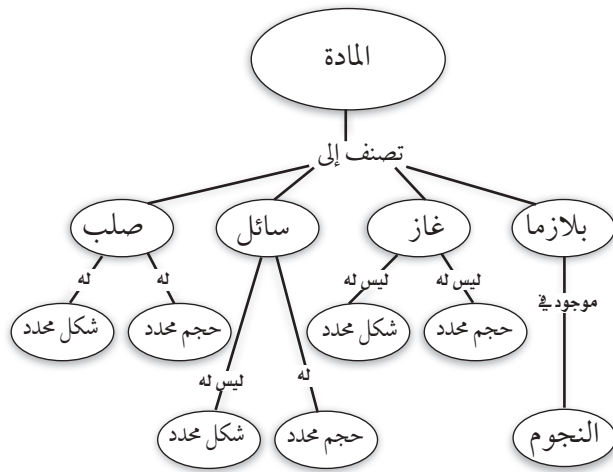 المادة
تصنف إلى
بلازما
غاز
سائل
صلب
ليس له
ليس له
له
له
موجود في
حجم محدد
شكل محدد
حجم محدد
شكل محدد
له
ليس له
النجوم
حجم محدد
شكل محدد